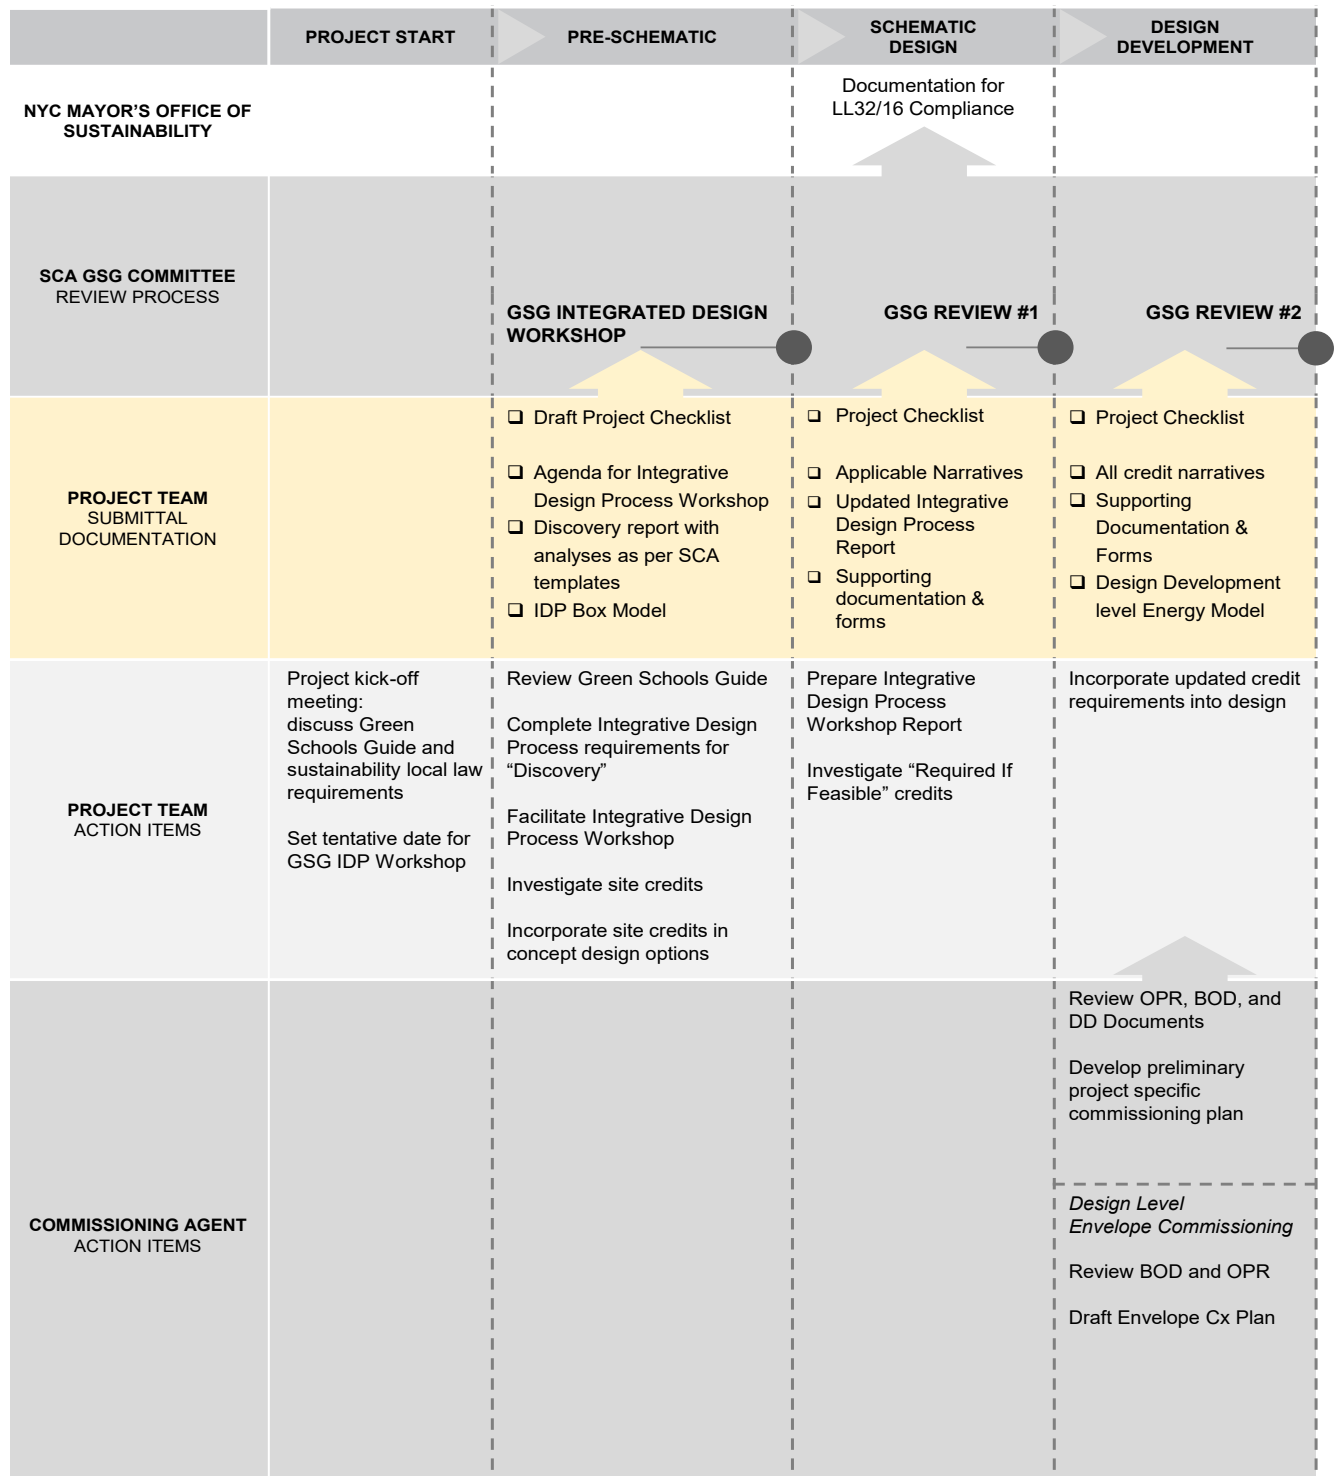 PROJECT START
PRE-SCHEMATIC
SCHEMATIC
DESIGN
DESIGN
DEVELOPMENT
NYC MAYOR’S OFFICE OF
SUSTAINABILITY
Documentation for
LL32/16 Compliance
SCA GSG COMMITTEE
REVIEW PROCESS
GSG INTEGRATED DESIGN
WORKSHOP
GSG REVIEW #1
GSG REVIEW #2
PROJECT TEAM
SUBMITTAL
DOCUMENTATION
❑ Draft Project Checklist
❑ Agenda for Integrative
Design Process Workshop
❑ Discovery report with
analyses as per SCA
templates
❑ IDP Box Model
❑ Project Checklist
❑ Applicable Narratives
❑ Updated Integrative
Design Process
Report
❑ Supporting
documentation &
forms
❑ Project Checklist
❑ All credit narratives
❑ Supporting
Documentation &
Forms
❑ Design Development
level Energy Model
PROJECT TEAM
ACTION ITEMS
Project kick-off
meeting:
discuss Green
Schools Guide and
sustainability local law
requirements
Set tentative date for
GSG IDP Workshop
Review Green Schools Guide
Complete Integrative Design
Process requirements for
“Discovery”
Facilitate Integrative Design
Process Workshop
Investigate site credits
Incorporate site credits in
concept design options
Prepare Integrative
Design Process
Workshop Report
Investigate “Required If
Feasible” credits
Incorporate updated credit
requirements into design
COMMISSIONING AGENT
ACTION ITEMS
Review OPR, BOD, and
DD Documents
Develop preliminary
project specific
commissioning plan
Design Level
Envelope Commissioning
Review BOD and OPR
Draft Envelope Cx Plan